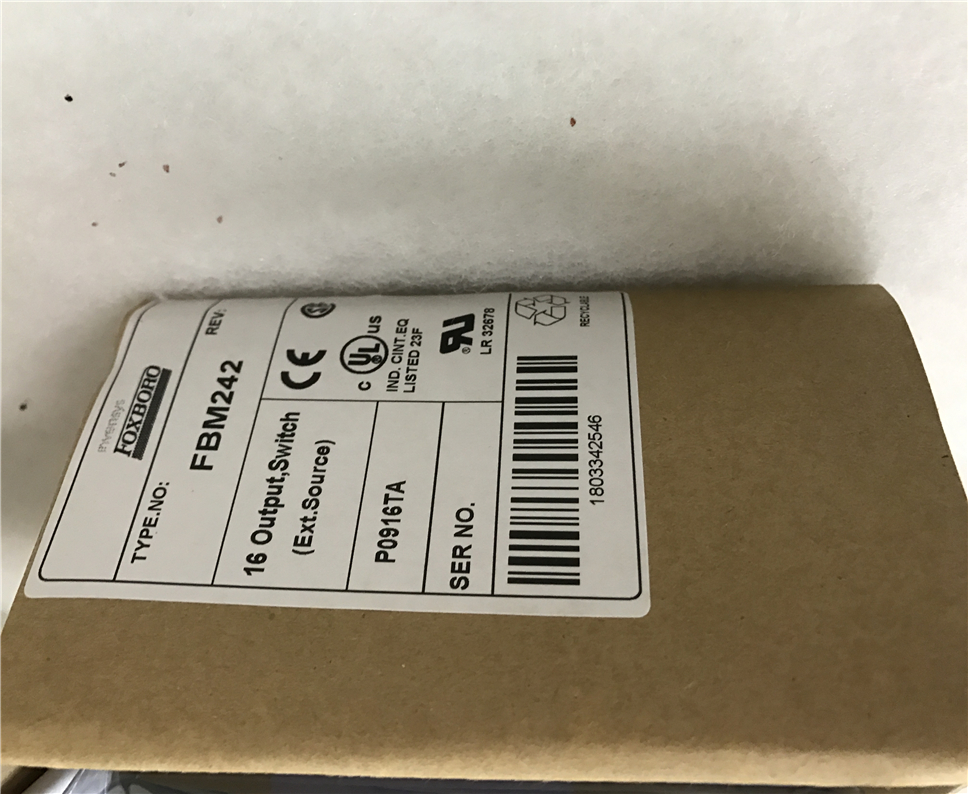 invensys
FOXBORO
TYPE.NO:
REV:
FBM242
16 Output,Switch
(Ext.Source)
P0916TA
SER NO.
CE
C UL US
IND. CINT.EQ
LISTED 23F
LR 32678
RECYCLABLE
1803342546